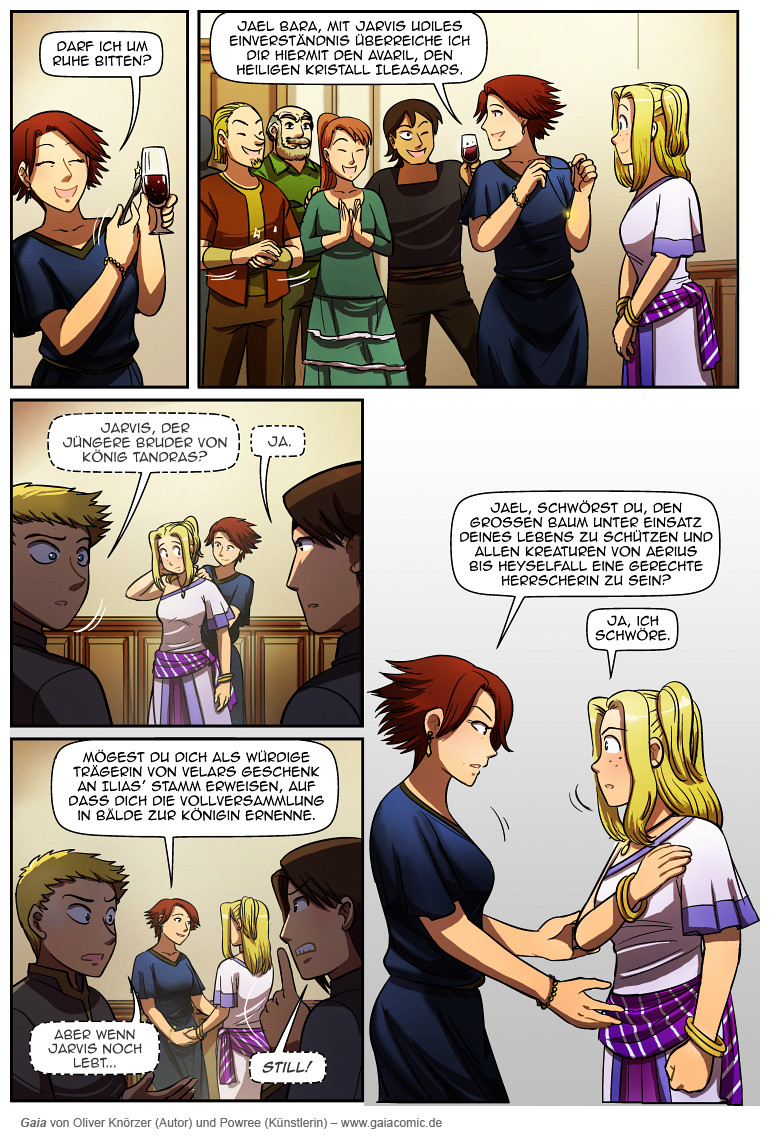 DARF ICH UM
RUHE BITTEN?
JAEL BARA, MIT JARVIS UDILES
EINVERSTÄNDNIS ÜBERREICHE ICH
DIR HIERMIT DEN AVARIL, DEN
HEILIGEN KRISTALL ILEASAARS.
JARVIS, DER
JÜNGERE BRUDER VON
KÖNIG TANDRAS?
JA.
JAEL, SCHWÖRST DU, DEN
GROSSEN BAUM UNTER EINSATZ
DEINES LEBENS ZU SCHÜTZEN UND
ALLEN KREATUREN VON AERIUS
BIS HEYSELFALL EINE GERECHTE
HERRSCHERIN ZU SEIN?
JA, ICH
SCHWÖRE.
MÖGEST DU DICH ALS WÜRDIGE
TRÄGERIN VON VELARS GESCHENK
AN ILIAS' STAMM ERWEISEN, AUF
DASS DICH DIE VOLLVERSAMMLUNG
IN BÄLDE ZUR KÖNIGIN ERNENNE.
ABER WENN
JARVIS NOCH
LEBT...
STILL!
Gaia von Oliver Knörzer (Autor) und Powree (Künstlerin) – www.gaiacomic.de